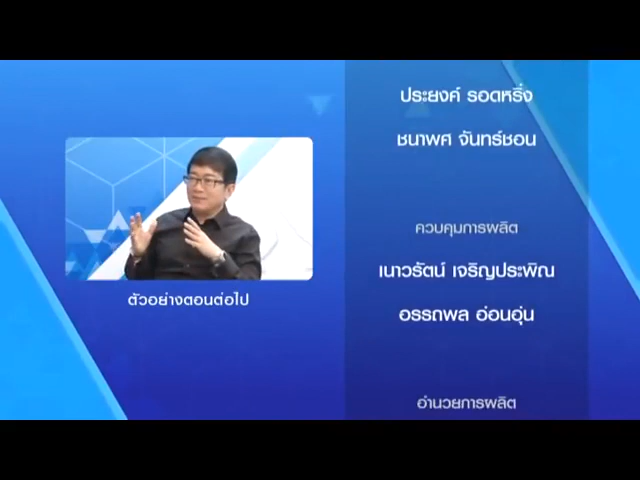 ประยงค์ รอดหริ่ง
ชนาพศ จันทร์ชอน
ควบคุมการผลิต
เนาวรัตน์ เจริญประพิณ
อรรถพล อ่อนอุ่น
อำนวยการผลิต
ตัวอย่างตอนต่อไป